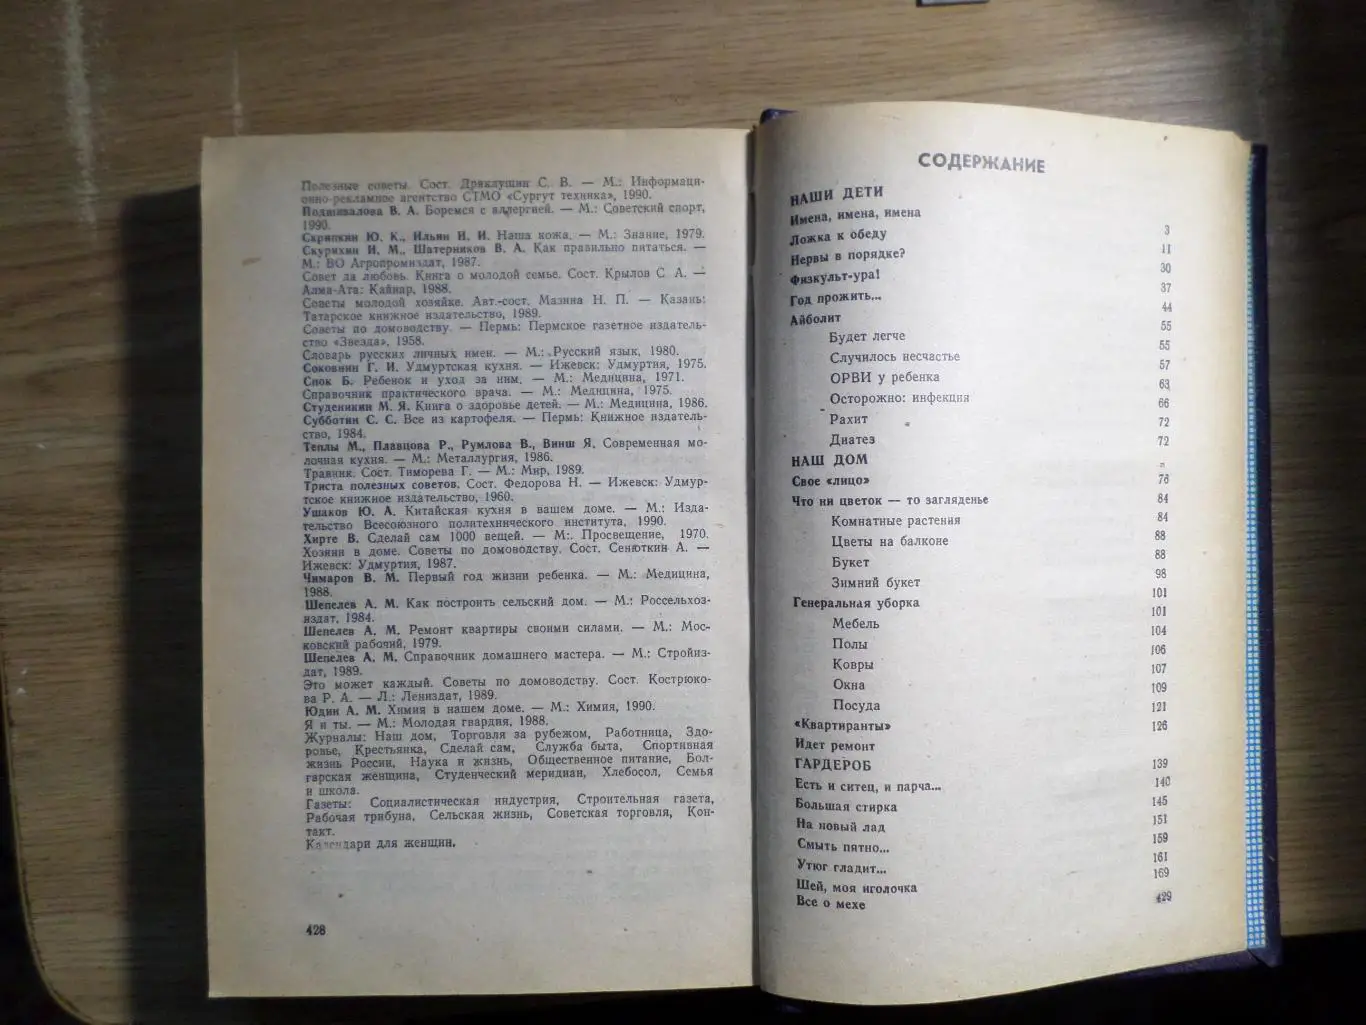 Полезные советы. Сост. Дряклушин С. В. — М.: Информаци-
онно-рекламное агентство СТМО «Сургут техника», 1990.
Подшивалова В. А. Боремся с аллергией. — М.: Советский спорт,
1990.
Скрипкин Ю. К., Ильин И. И. Наша кожа. — М.: Знание, 1979.
Скурихин И. М., Шатерников В. А. Как правильно питаться. —
М.: ВО Агропромиздат, 1987.
Совет да любовь. Книга о молодой семье. Сост. Крылов С. А. —
Алма-Ата: Кайнар, 1988.
Советы молодой хозяйке. Авт.-сост. Мазина Н. П. — Казань:
Татарское книжное издательство, 1989.
Советы по домоводству. — Пермь: Пермское газетное издатель-
ство «Звезда», 1958.
Словарь русских личных имен. — М.: Русский язык, 1980.
Соковнин Г. И. Удмуртская кухня. — Ижевск: Удмуртия, 1975.
Спок Б. Ребенок и уход за ним. — М.: Медицина, 1971.
Справочник практического врача. — М.: Медицина, 1975.
Студеникин М. Я. Книга о здоровье детей. — М.: Медицина, 1986.
Субботин С. С. Все из картофеля. — Пермь: Книжное издатель-
ство, 1984.
Теплы М., Плавцова Р., Румлова В., Винш Я. Современная мо-
лочная кухня. — М.: Металлургия, 1986.
Травник. Сост. Тиморева Г. — М.: Мир, 1989.
Триста полезных советов. Сост. Федорова Н. — Ижевск: Удмур-
тское книжное издательство, 1960.
Ушаков Ю. А. Китайская кухня в вашем доме. — М.: Изда-
тельство Всесоюзного политехнического института, 1990.
Хирте В. Сделай сам 1000 вещей. — М:. Просвещение, 1970.
Хозяин в доме. Советы по домоводству. Сост. Сенюткин А. —
Ижевск: Удмуртия, 1987.
Чимаров В. М. Первый год жизни ребенка. — М.: Медицина,
1988.
Шепелев А. М. Как построить сельский дом. — М.: Россельхоз-
издат, 1984.
Шепелев А. М. Ремонт квартиры своими силами. — М.: Мос-
ковский рабочий, 1979.
Шепелев А. М. Справочник домашнего мастера. — М.: Стройиз-
дат, 1989.
Это может каждый. Советы по домоводству. Сост. Кострюко-
ва Р. А. — Л.: Лениздат, 1989.
Юдин А. М. Химия в нашем доме. — М.: Химия, 1990.
Я и ты. — М.: Молодая гвардия, 1988.
Журналы: Наш дом, Торговля за рубежом, Работница, Здо-
ровье, Крестьянка, Сделай сам, Служба быта, Спортивная
жизнь России, Наука и жизнь, Общественное питание, Бол-
гарская женщина, Студенческий меридиан, Хлебосол, Семья
и школа.
Газеты: Социалистическая индустрия, Строительная газета,
Рабочая трибуна, Сельская жизнь, Советская торговля, Кон-
такт.
Календари для женщин.
428
СОДЕРЖАНИЕ
НАШИ ДЕТИ
Имена, имена, имена 3
Ложка к обеду 11
Нервы в порядке? 30
Физкульт-ура! 37
Год прожить... 44
Айболит 55
Будет легче 55
Случилось несчастье 57
ОРВИ у ребенка 63
Осторожно: инфекция 66
Рахит 72
Диатез 72
НАШ ДОМ
Свое «лицо» 76
Что ни цветок — то загляденье 84
Комнатные растения 84
Цветы на балконе 88
Букет 88
Зимний букет 98
Генеральная уборка 101
Мебель 101
Полы 104
Ковры 106
Окна 107
Посуда 109
«Квартиранты» 121
Идет ремонт 126
ГАРДЕРОБ
Есть и ситец, и парча... 139
Большая стирка 140
На новый лад 145
Смыть пятно... 151
Утюг гладит... 159
Шей, моя иголочка 161
Все о мехе 169
429